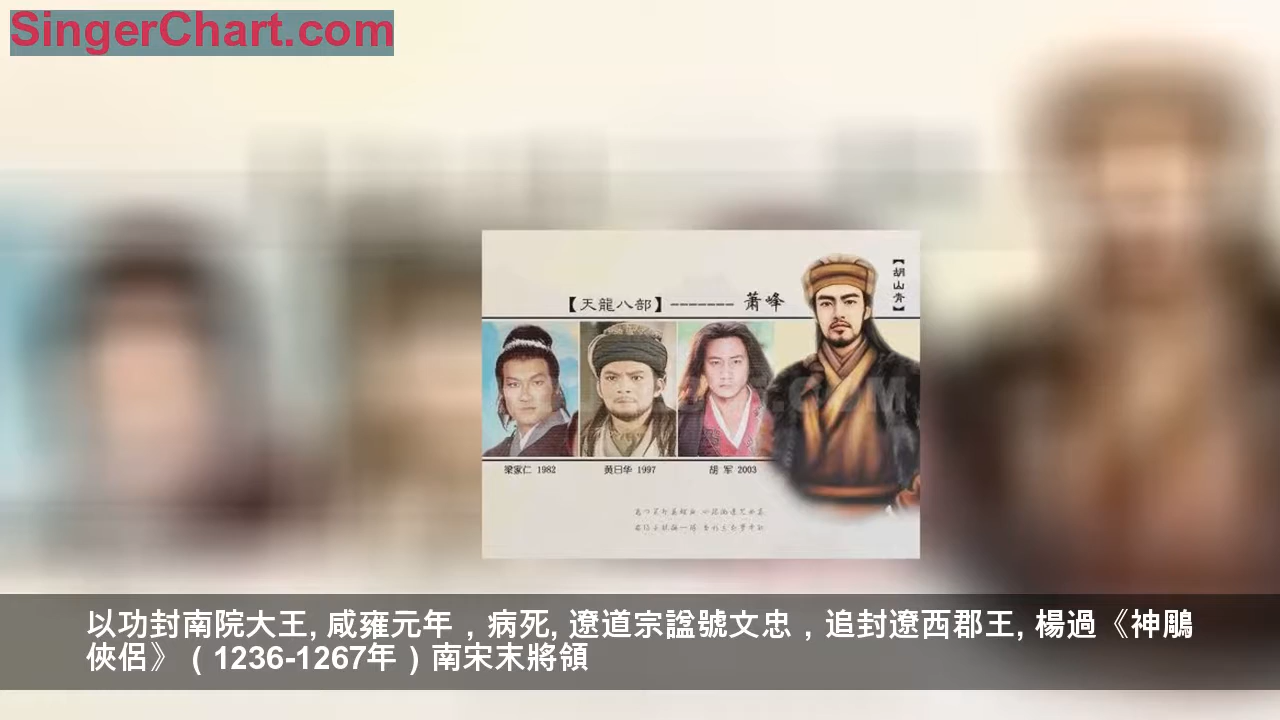 SingerChart.com
【胡山青】
【天龍八部】------- 萧峰
梁家仁 1982
黄日华 1997
胡 军 2003
以功封南院大王, 咸雍元年，病死, 遼道宗諡號文忠，追封遼西郡王, 楊過《神鵰
俠侶》（1236-1267年）南宋末將領